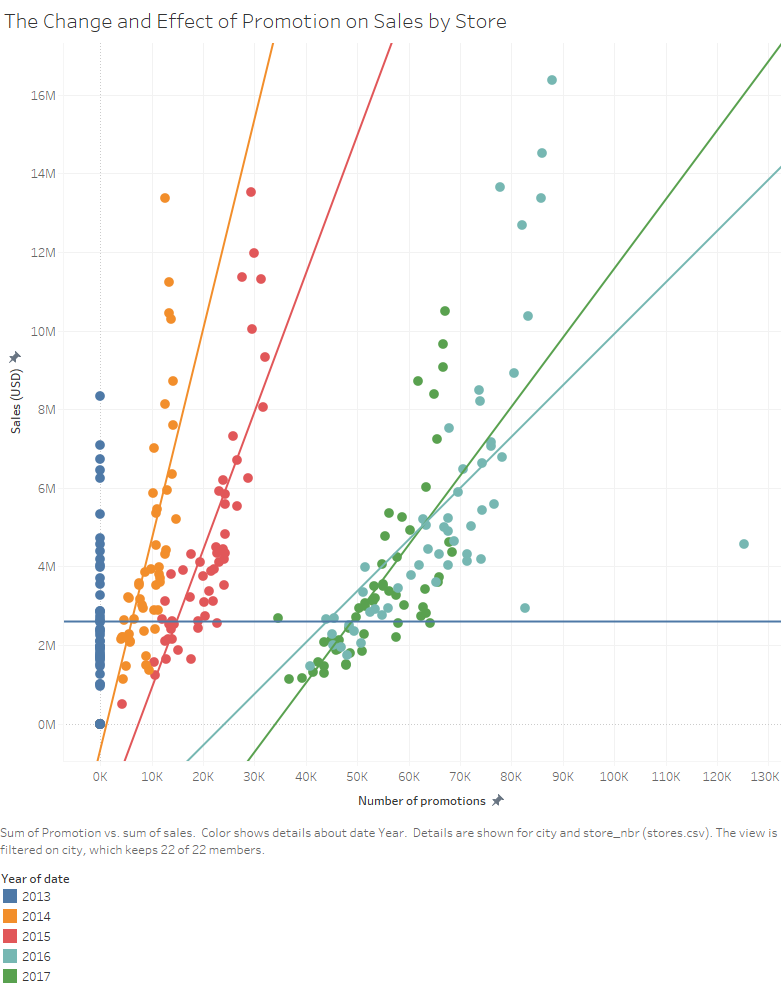 The Change and Effect of Promotion on Sales by Store
16M
14M
12M
10M
8M
6M
4M
2M
0M
Sales (USD)
0K 10K 20K 30K 40K 50K 60K 70K 80K 90K 100K 110K 120K 130K
Number of promotions
Sum of Promotion vs. sum of sales. Color shows details about date Year. Details are shown for city and store_nbr (stores.csv). The view is
filtered on city, which keeps 22 of 22 members.
Year of date
2013
2014
2015
2016
2017